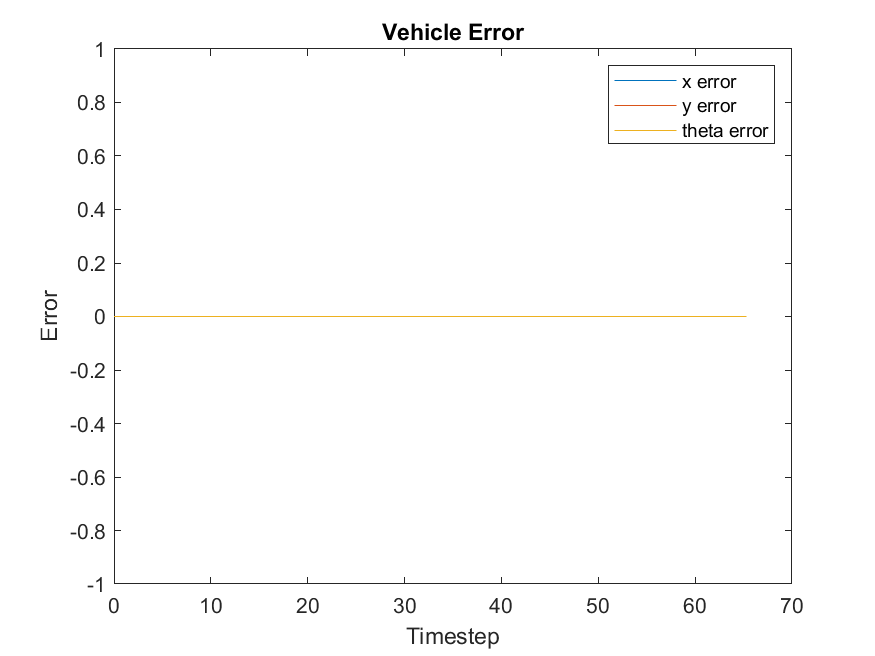 Vehicle Error
1
0.8
0.6
0.4
0.2
0
-0.2
-0.4
-0.6
-0.8
-1
Error
x error
y error
theta error
0 10 20 30 40 50 60 70
Timestep